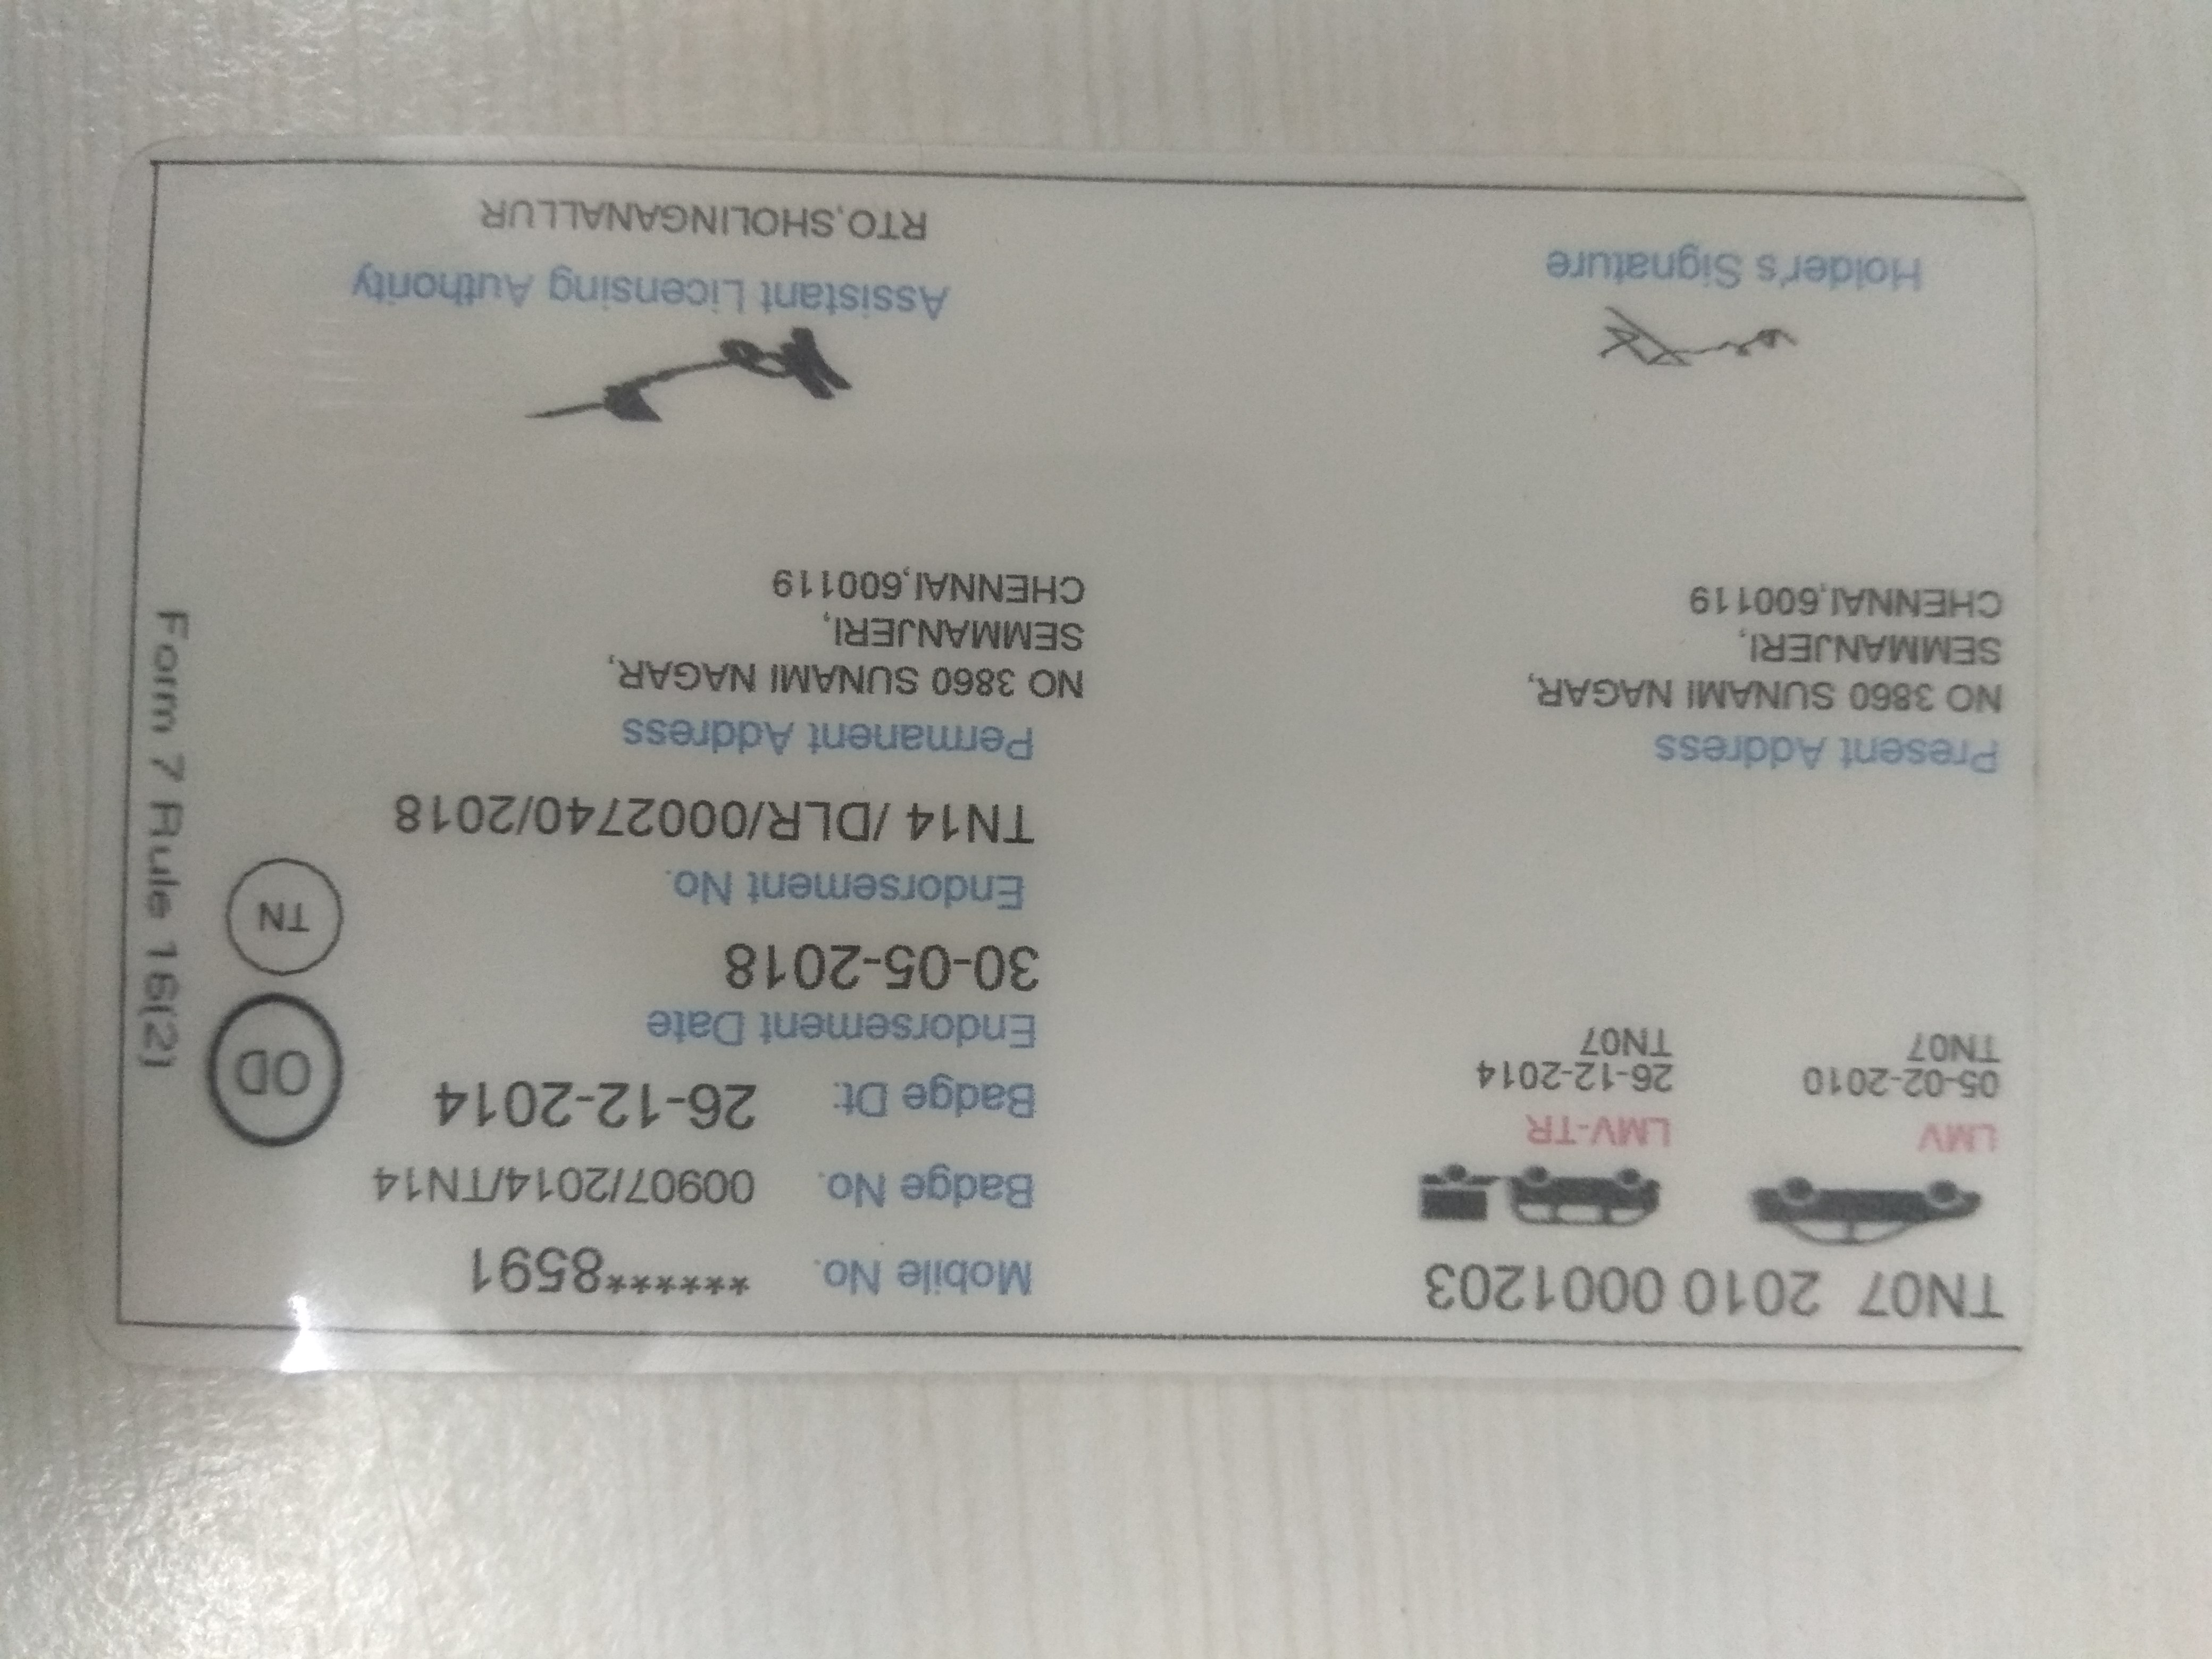 TN07 2010 0001203
LMV
05-02-2010
TN07
LMV-TR
26-12-2014
TN07
Present Address
NO 3860 SUNAMI NAGAR,
SEMMANJERI,
CHENNAI,600119
Holder's Signature
Mobile No. ******8591
Badge No. 00907/2014/TN14
Badge Dt: 26-12-2014
Endorsement Date
30-05-2018
Endorsement No.
TN14 /DLR/0002740/2018
Permanent Address
NO 3860 SUNAMI NAGAR,
SEMMANJERI,
CHENNAI,600119
Assistant Licensing Authority
RTO,SHOLINGANALLUR
OD
TN
Form 7 Rule 16(2)